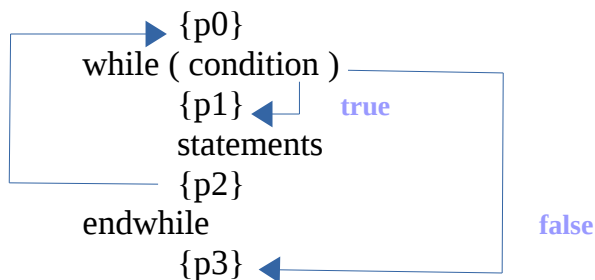 {p0}
while ( condition )
{p1} true
statements
{p2}
endwhile false
{p3}